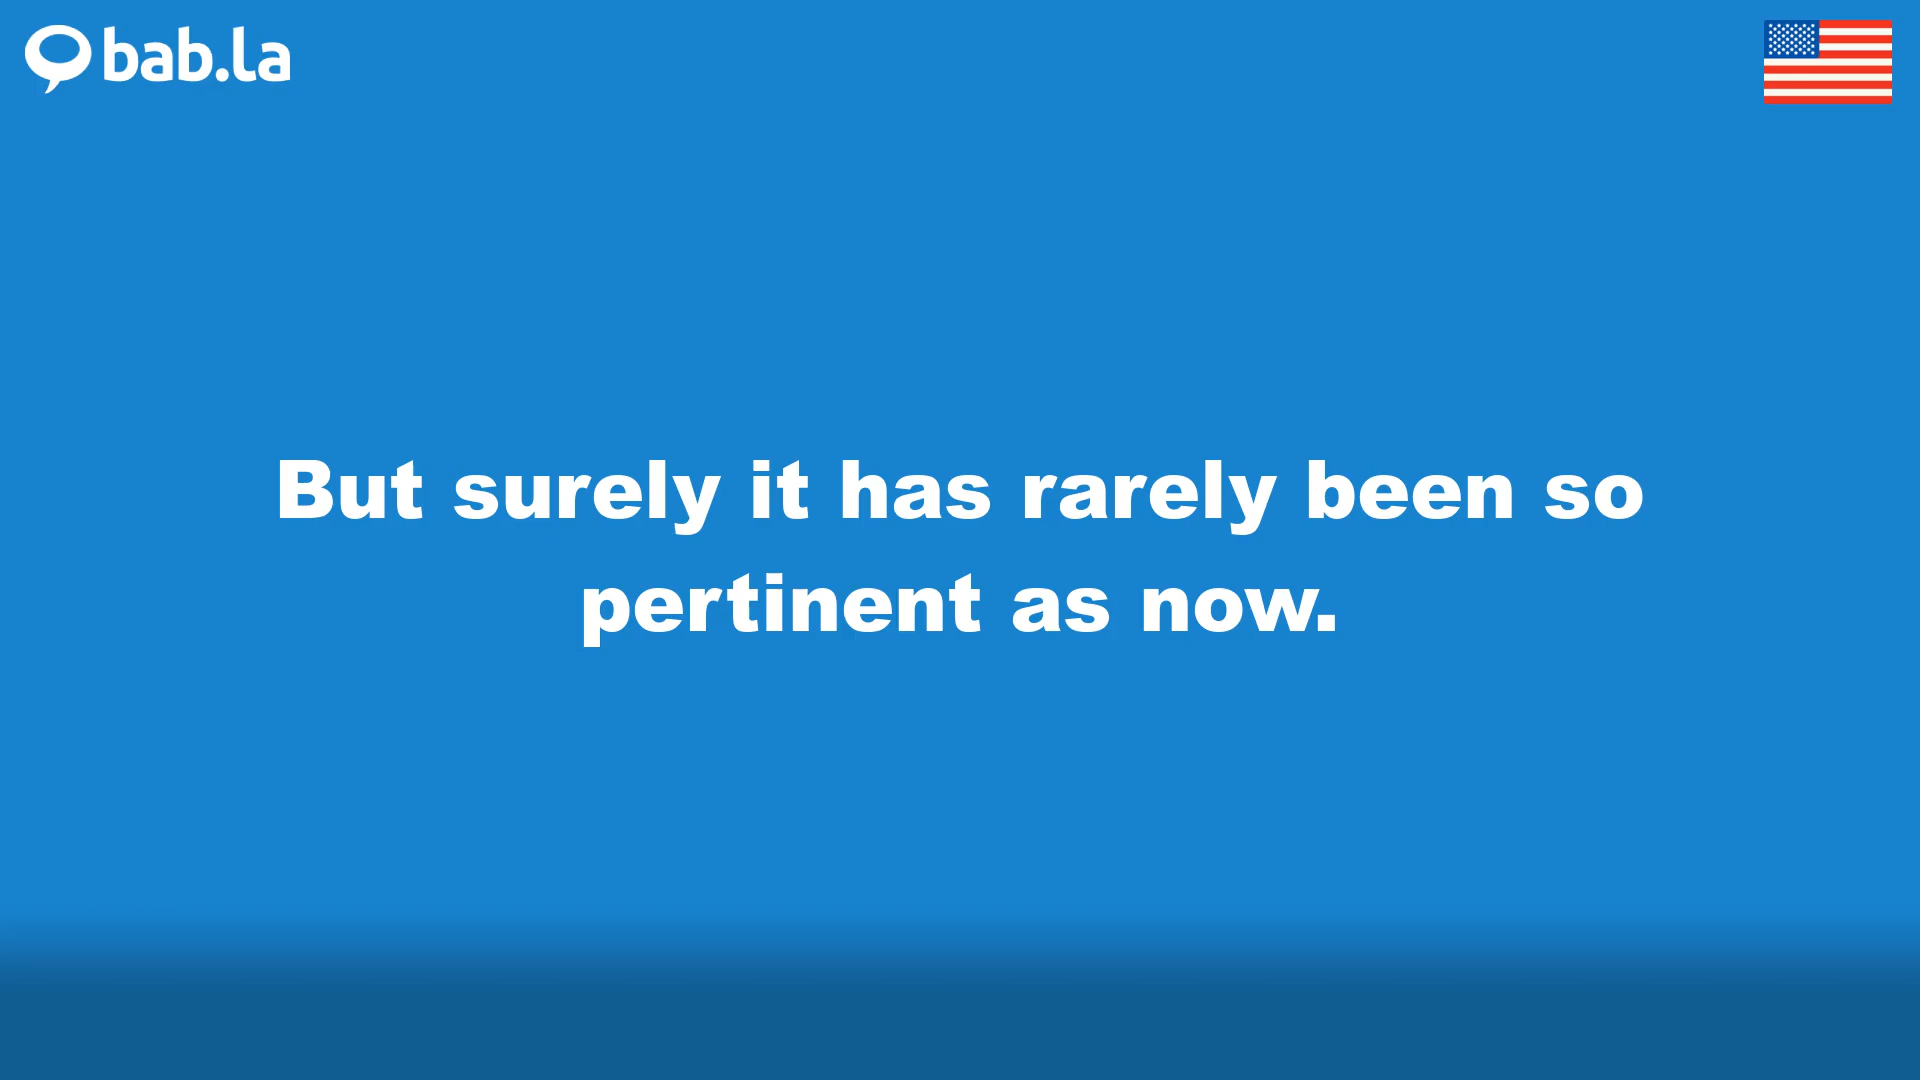 bab.la
But surely it has rarely been so
pertinent as now.